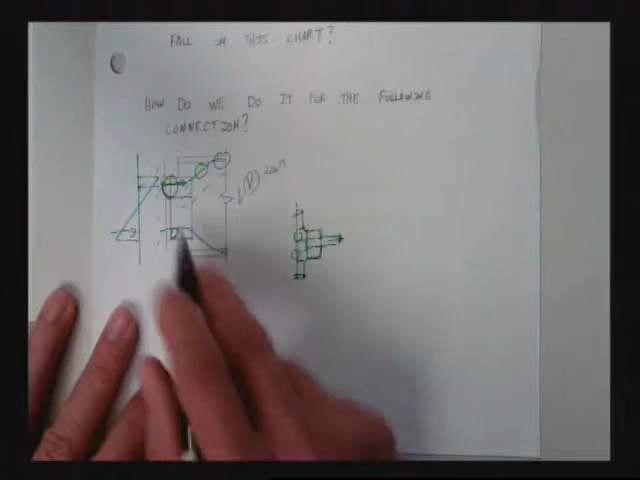 FALL IN THIS CHART?
HOW DO WE DO IT FOR THE FOLLOWING
CONNECTION?
V